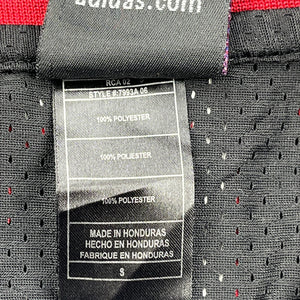 adidas.com
RCA 02
STYLE #:7993A 06
100% POLYESTER
100% POLYESTER
100% POLYESTER
MADE IN HONDURAS
HECHO EN HONDURAS
FABRIQUE EN HONDURAS
S